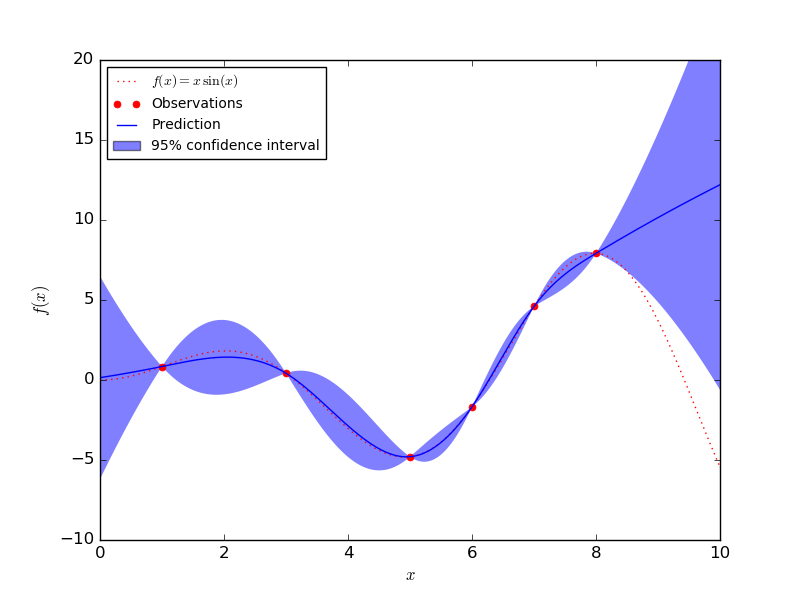 20
15
10
5
0
−5
−10
f(x)
f(x) = x sin(x)
Observations
Prediction
95% confidence interval
0 2 4 6 8 10
x